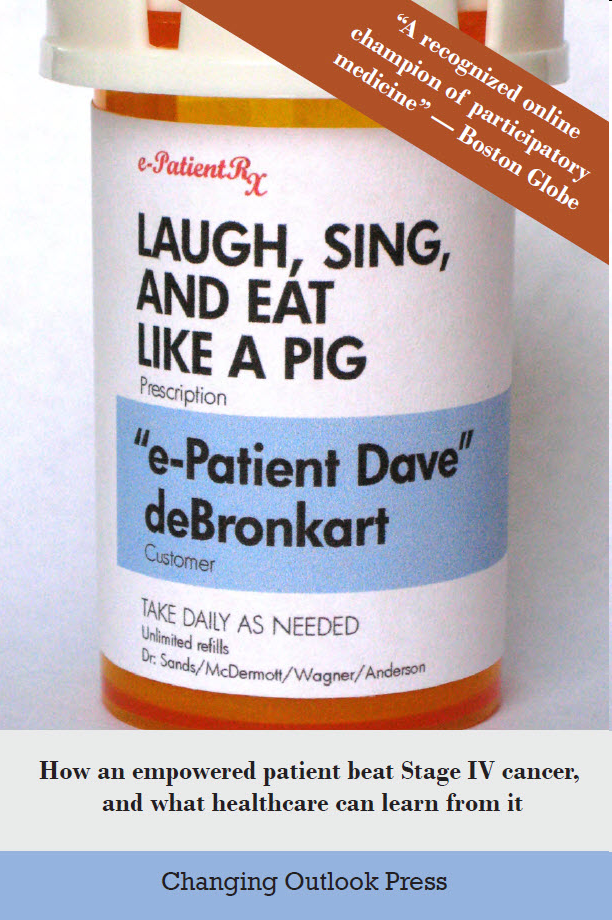 “A recognized online
champion of participatory
medicine” — Boston Globe
e-PatientRx
LAUGH, SING,
AND EAT
LIKE A PIG
Prescription
“e-Patient Dave”
deBronkart
Customer
TAKE DAILY AS NEEDED
Unlimited refills
Dr. Sands/McDermott/Wagner/Anderson
How an empowered patient beat Stage IV cancer,
and what healthcare can learn from it
Changing Outlook Press